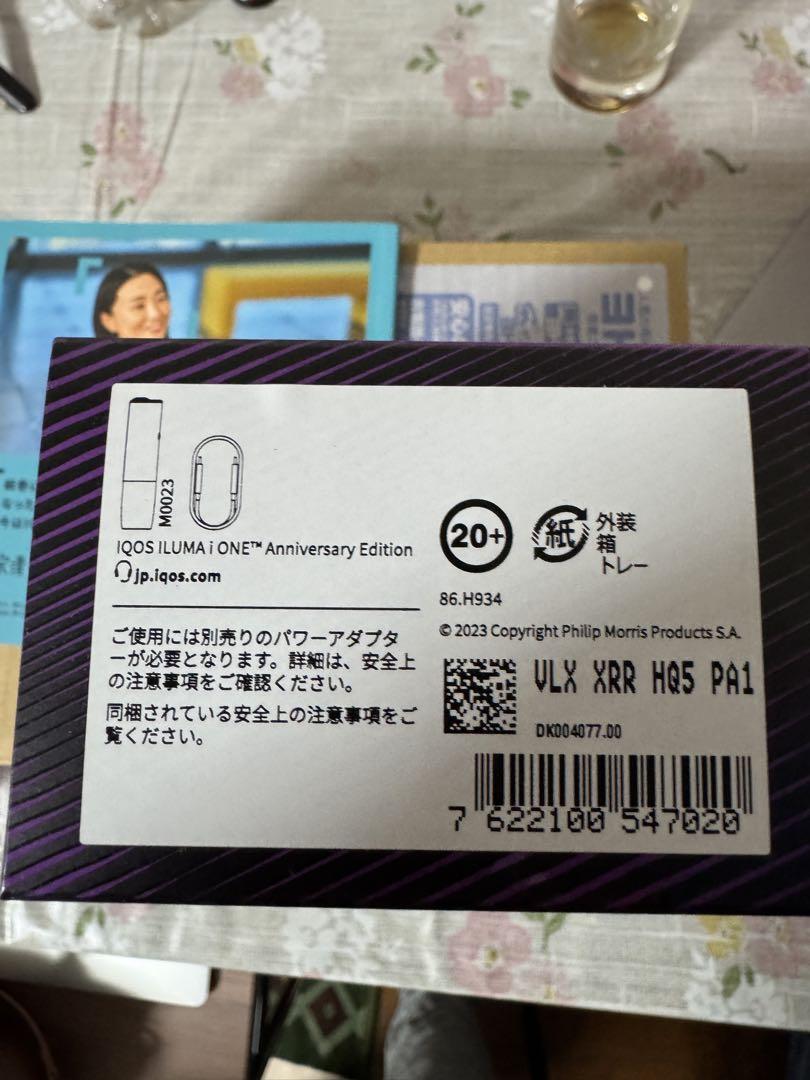 M0023
IQOS ILUMA i ONE™ Anniversary Edition
jp.iqos.com
ご使用には別売りのパワーアダプタ
ーが必要となります。詳細は、安全上
の注意事項をご確認ください。
同梱されている安全上の注意事項をご
覧ください。
20+
紙
外装
箱
トレー
86.H934
© 2023 Copyright Philip Morris Products S.A.
VLX XRR HQ5 PA1
DK004077.00
7 622100 547020